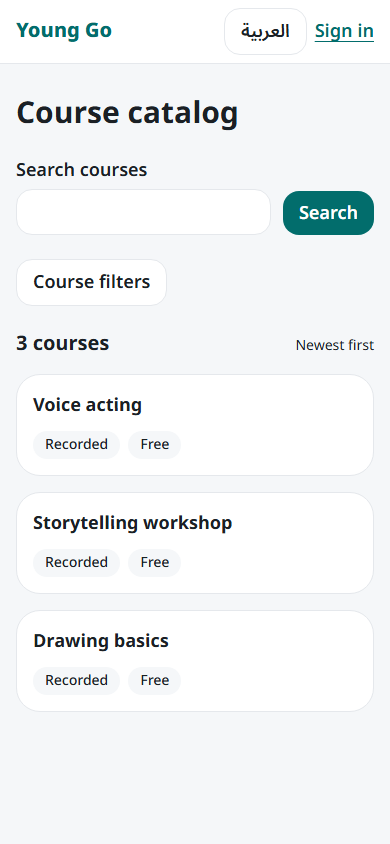 Young Go
العربية
Sign in
Course catalog
Search courses
Search
Course filters
3 courses
Newest first
Voice acting
Recorded
Free
Storytelling workshop
Recorded
Free
Drawing basics
Recorded
Free